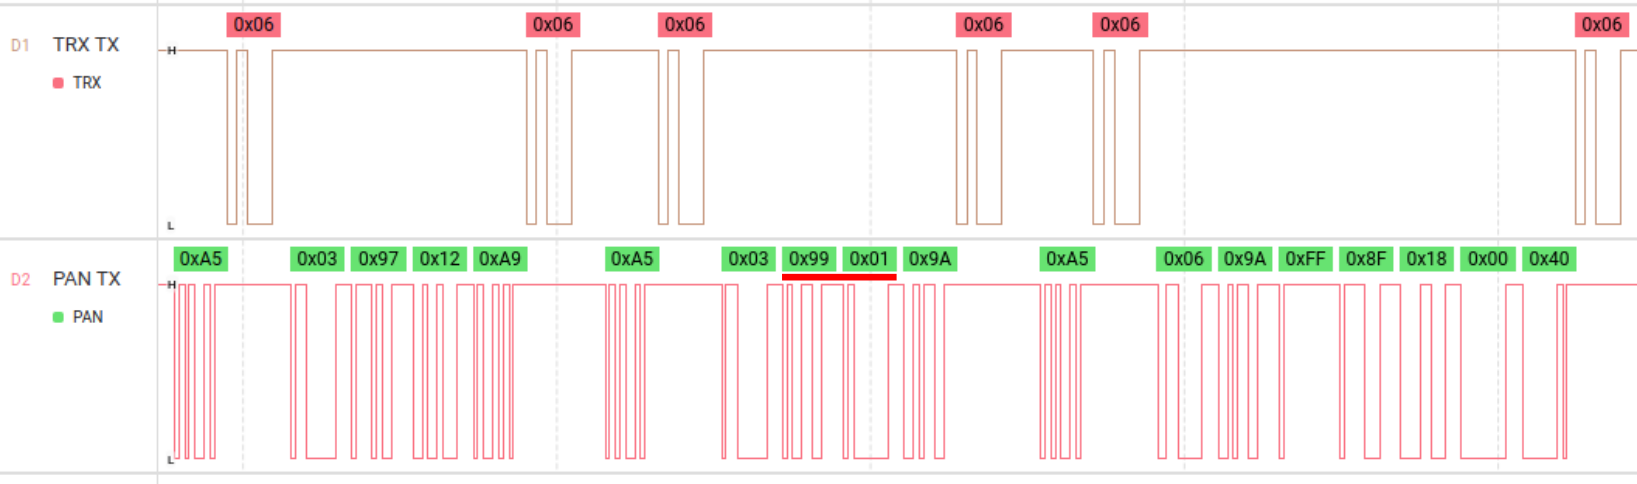 0x06 0x06 0x06 0x06 0x06 0x06
D1 TRX TX H
TRX
L
0xA5 0x03 0x97 0x12 0xA9 0xA5 0x03 0x99 0x01 0x9A 0xA5 0x06 0x9A 0xFF 0x8F 0x18 0x00 0x40
D2 PAN TX H
PAN
L